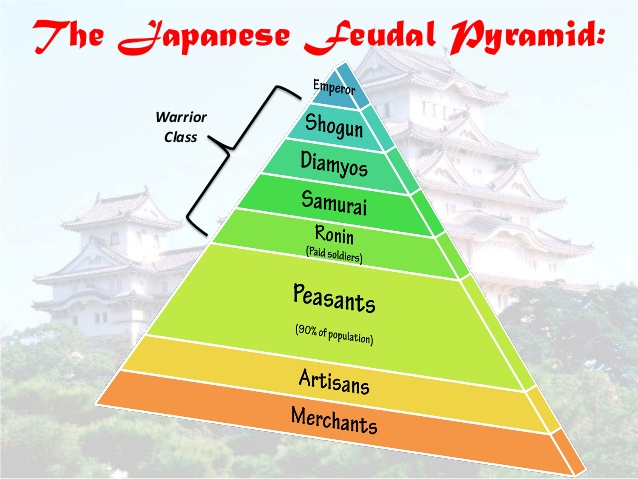 The Japanese Feudal Pyramid:
Emperor
Warrior
Class
Shogun
Diamyos
Samurai
Ronin
(Paid soldiers)
Peasants
(90% of population)
Artisans
Merchants